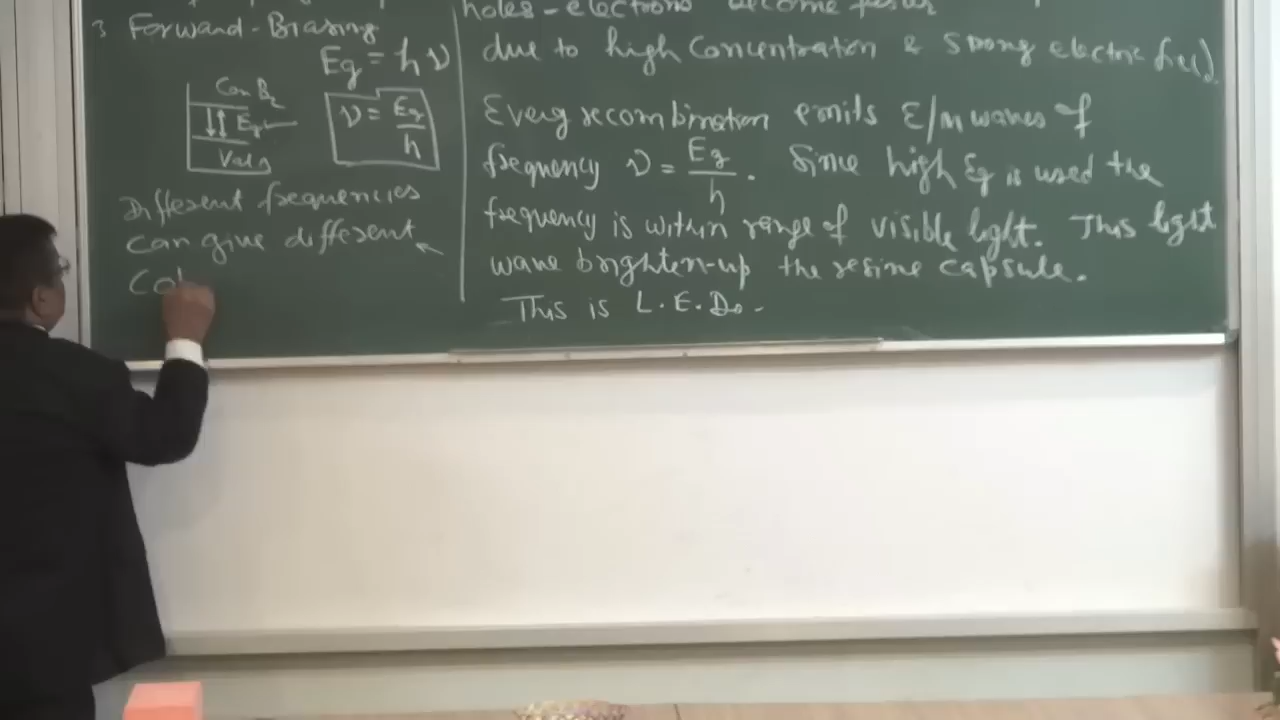 3 Forward-Biasing
Eg = hν
Con B
Eg
Val
ν = Eg/h
Different frequencies
can give different
Col
holes-electrons become faster
due to high Concentration & strong electric
Every recombination emits E/M waves of
frequency ν = Eg/h. Since high Eg is used the
frequency is within range of visible light. This light
wave brighten-up the resine capsule.
This is L.E.D.